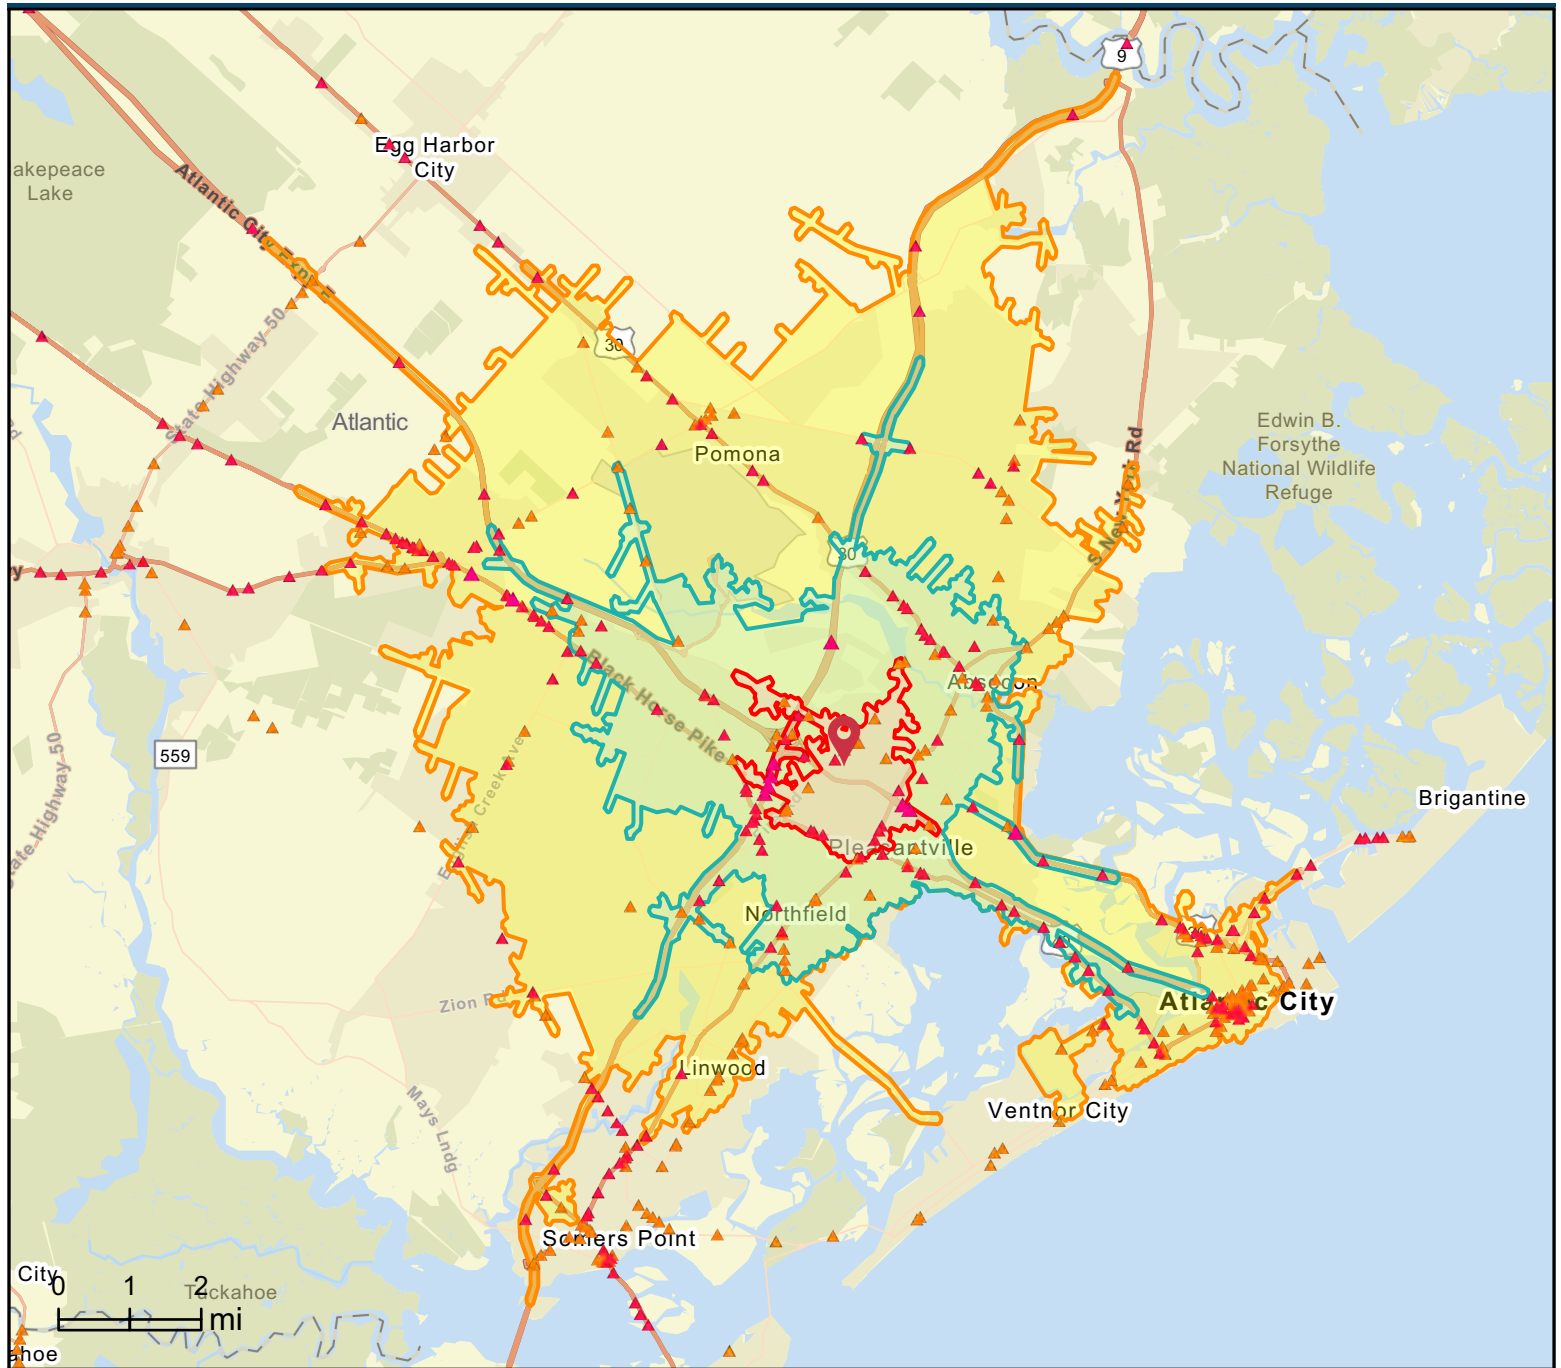 9
Egg Harbor
City
akepeace
Lake
Atlantic City Expy E
30
State Highway 50
Atlantic
Pomona
Edwin B.
Forsythe
National Wildlife
Refuge
S New York Rd
30
y
Black Horse Pike
Absecon
559
State Highway 50
Brigantine
Pleasantville
Northfield
30
Atlantic City
Zion Rd
Linwood
Mays Lndg
Ventnor City
Somers Point
City
0 1 2
mi
Tuckahoe
ahoe